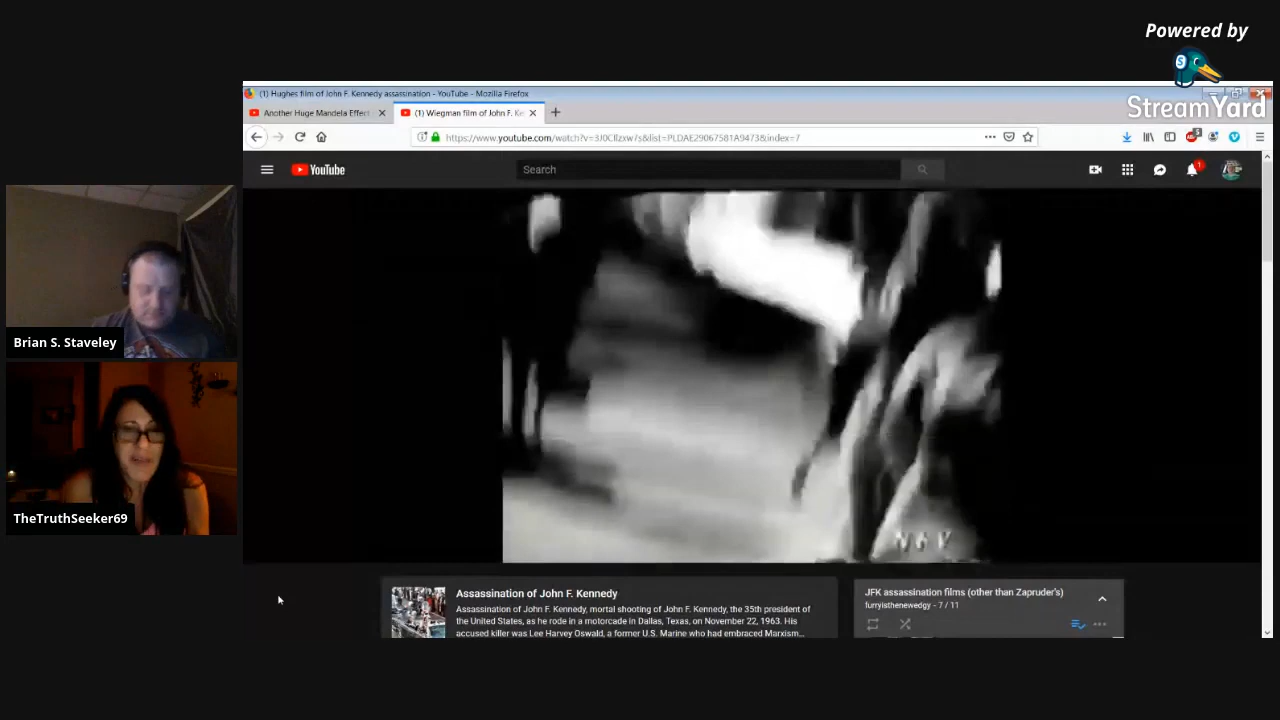 Powered by
StreamYard
(1) Hughes film of John F. Kennedy assassination - YouTube - Mozilla Firefox
Another Huge Mandela Effect
(1) Wiegman film of John F. Ke
YouTube
Search
1
Brian S. Staveley
TheTruthSeeker69
Assassination of John F. Kennedy
Assassination of John F. Kennedy, mortal shooting of John F. Kennedy, the 35th president of
the United States, as he rode in a motorcade in Dallas, Texas, on November 22, 1963. His
accused killer was Lee Harvey Oswald, a former U.S. Marine who had embraced Marxism...
JFK assassination films (other than Zapruder's)
furryisthenewedgy - 7 / 11